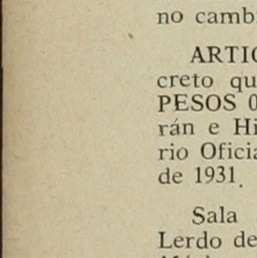 no camb
ARTIC
creto qu
PESOS 0
rán e Hi
rio Oficia
de 1931.
Sala
Lerdo de